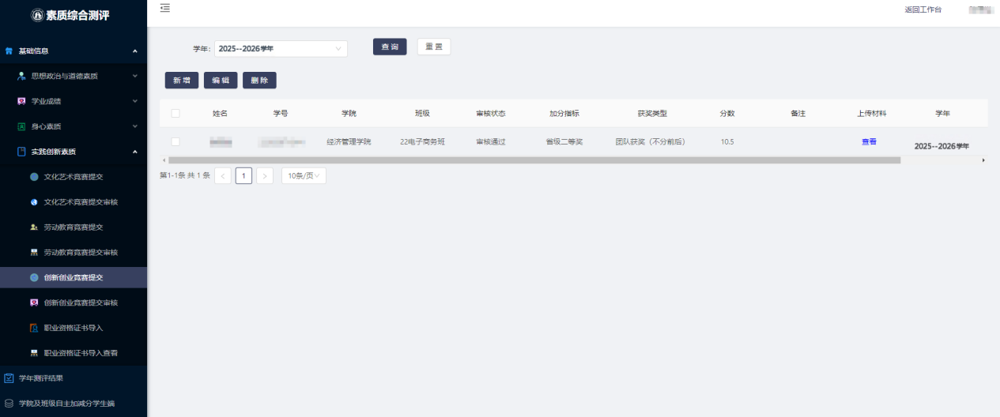 素质综合测评
返回工作台
基础信息
思想政治与道德素质
学业成绩
身心素质
实践创新素质
文化艺术竞赛提交
文化艺术竞赛提交审核
劳动教育竞赛提交
劳动教育竞赛提交审核
创新创业竞赛提交
创新创业竞赛提交审核
职业资格证书导入
职业资格证书导入查看
学年测评结果
学院及班级自主加减分学生端
学年: 2025--2026学年 查 询 重 置
新 增 编 辑 删 除
姓名 学号 学院 班级 审核状态 加分指标 获奖类型 分数 备注 上传材料 学年
经济管理学院 22电子商务班 审核通过 省级二等奖 团队获奖（不分前后） 10.5 查看 2025--2026学年
第1-1条 共 1 条 < 1 > 10条/页